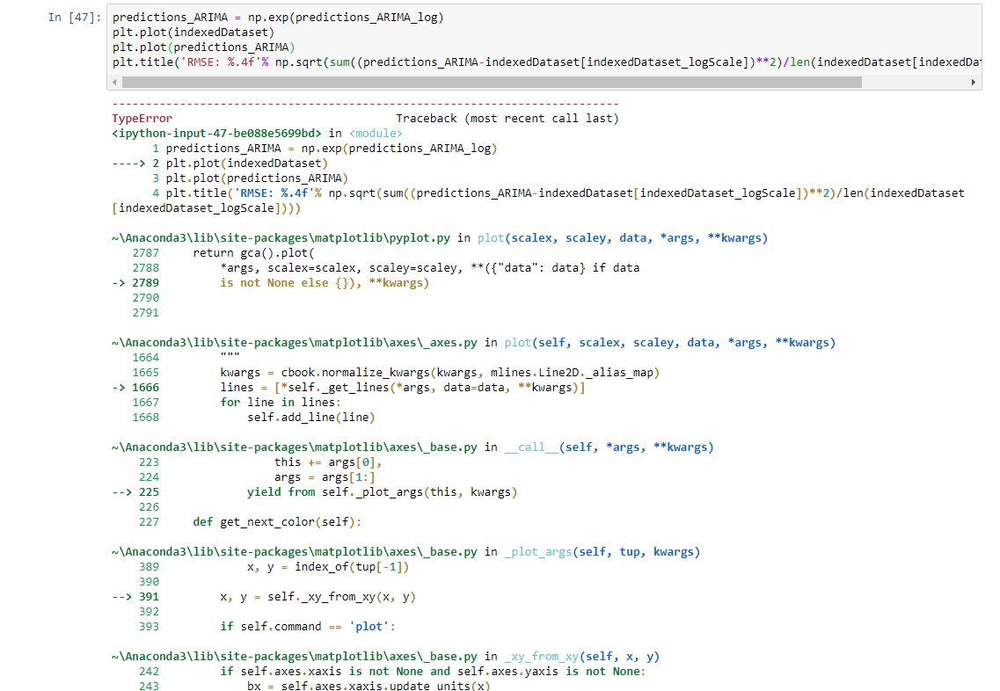 In [47]: predictions_ARIMA = np.exp(predictions_ARIMA_log)
plt.plot(indexedDataset)
plt.plot(predictions_ARIMA)
plt.title('RMSE: %.4f'% np.sqrt(sum((predictions_ARIMA-indexedDataset[indexedDataset_logScale])**2)/len(indexedDataset[indexedDat
---------------------------------------------------------------------------
TypeError                                 Traceback (most recent call last)
<ipython-input-47-be088e5699bd> in <module>
      1 predictions_ARIMA = np.exp(predictions_ARIMA_log)
----> 2 plt.plot(indexedDataset)
      3 plt.plot(predictions_ARIMA)
      4 plt.title('RMSE: %.4f'% np.sqrt(sum((predictions_ARIMA-indexedDataset[indexedDataset_logScale])**2)/len(indexedDataset
[indexedDataset_logScale])))
~\Anaconda3\lib\site-packages\matplotlib\pyplot.py in plot(scalex, scaley, data, *args, **kwargs)
   2787     return gca().plot(
   2788         *args, scalex=scalex, scaley=scaley, **({"data": data} if data
-> 2789         is not None else {}), **kwargs)
   2790
   2791
~\Anaconda3\lib\site-packages\matplotlib\axes\_axes.py in plot(self, scalex, scaley, data, *args, **kwargs)
   1664         """
   1665         kwargs = cbook.normalize_kwargs(kwargs, mlines.Line2D._alias_map)
-> 1666         lines = [*self._get_lines(*args, data=data, **kwargs)]
   1667         for line in lines:
   1668             self.add_line(line)
~\Anaconda3\lib\site-packages\matplotlib\axes\_base.py in __call__(self, *args, **kwargs)
    223                 this += args[0],
    224                 args = args[1:]
--> 225             yield from self._plot_args(this, kwargs)
    226
    227     def get_next_color(self):
~\Anaconda3\lib\site-packages\matplotlib\axes\_base.py in _plot_args(self, tup, kwargs)
    389             x, y = index_of(tup[-1])
    390
--> 391         x, y = self._xy_from_xy(x, y)
    392
    393         if self.command == 'plot':
~\Anaconda3\lib\site-packages\matplotlib\axes\_base.py in _xy_from_xy(self, x, y)
    242         if self.axes.xaxis is not None and self.axes.yaxis is not None:
    243             bx = self.axes.xaxis.update_units(x)